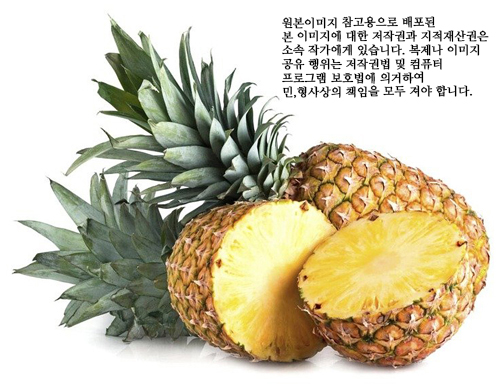 원본이미지 참고용으로 배포된
본 이미지에 대한 저작권과 지적재산권은
소속 작가에게 있습니다. 복제나 이미지
공유 행위는 저작권법 및 컴퓨터
프로그램 보호법에 의거하여
민,형사상의 책임을 모두 져야 합니다.